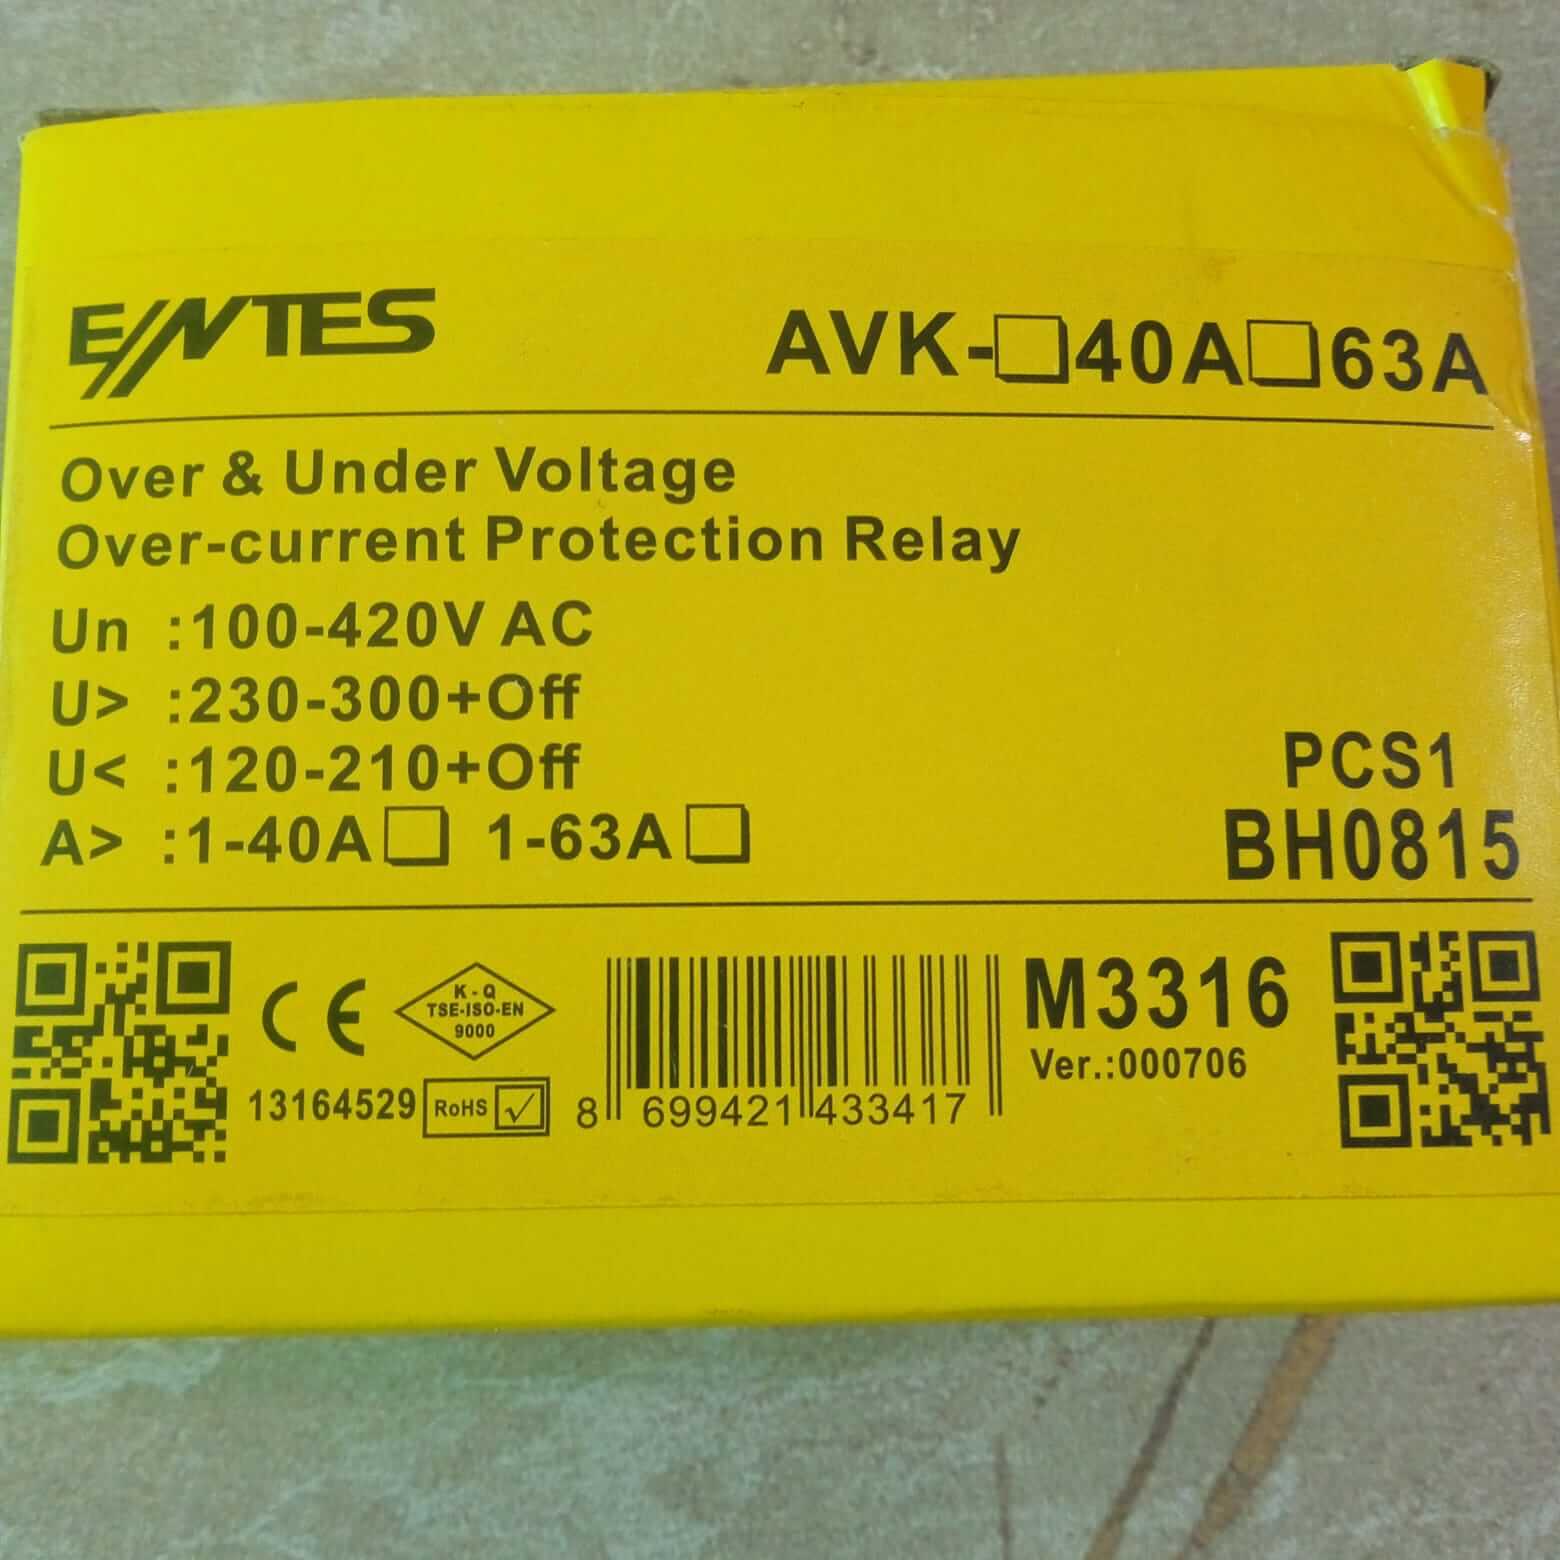 ENTES
AVK-☐40A☐63A
Over & Under Voltage
Over-current Protection Relay
Un :100-420V AC
U> :230-300+Off
U< :120-210+Off
A> :1-40A☐ 1-63A☐
PCS1
BH0815
CE
K - Q
TSE-ISO-EN
9000
13164529
RoHS ☑
8 699421 433417
M3316
Ver.:000706